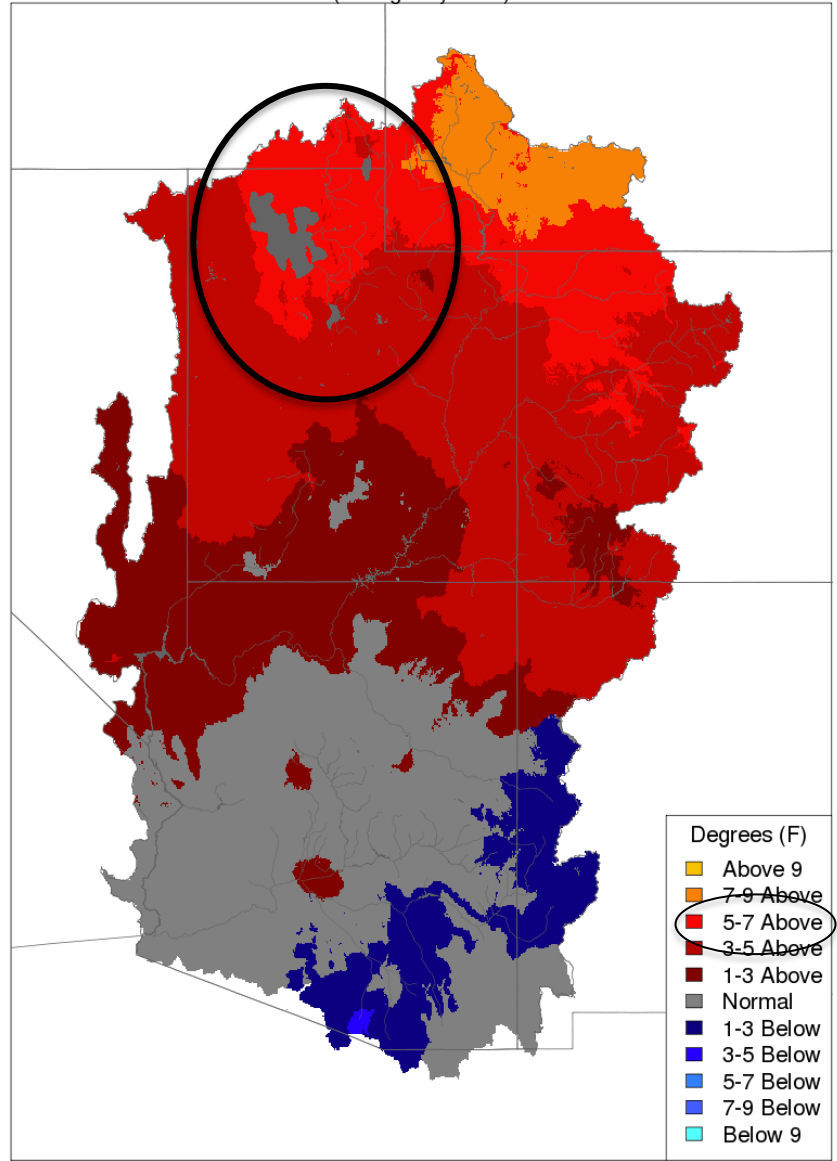 Degrees (F)
Above 9
7-9 Above
5-7 Above
3-5 Above
1-3 Above
Normal
1-3 Below
3-5 Below
5-7 Below
7-9 Below
Below 9